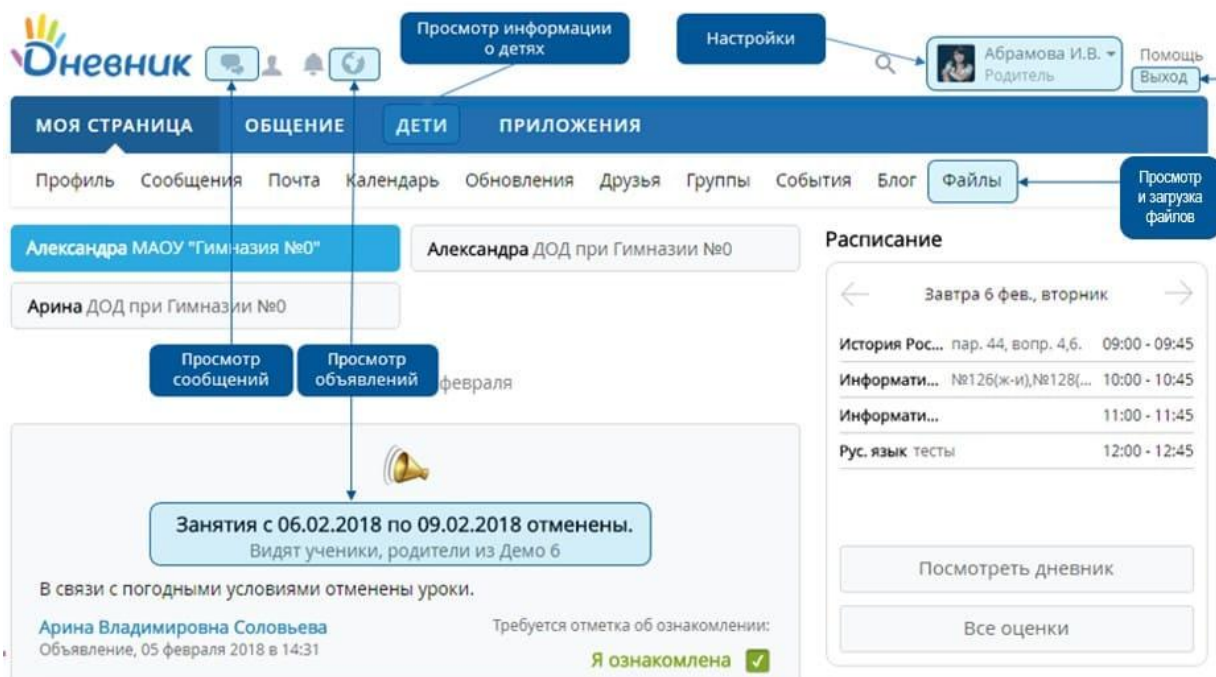 Дневник
Просмотр информации
о детях
Настройки
Абрамова И.В.
Родитель
Помощь
Выход
МОЯ СТРАНИЦА ОБЩЕНИЕ ДЕТИ ПРИЛОЖЕНИЯ
Профиль Сообщения Почта Календарь Обновления Друзья Группы События Блог Файлы
Просмотр
и загрузка
файлов
Александра МАОУ "Гимназия №0"
Александра ДОД при Гимназии №0
Арина ДОД при Гимназии №0
Просмотр
сообщений
Просмотр
объявлений
февраля
Занятия с 06.02.2018 по 09.02.2018 отменены.
Видят ученики, родители из Демо 6
В связи с погодными условиями отменены уроки.
Арина Владимировна Соловьева
Объявление, 05 февраля 2018 в 14:31
Требуется отметка об ознакомлении:
Я ознакомлена
Расписание
Завтра 6 фев., вторник
История Рос... пар. 44, вопр. 4,6. 09:00 - 09:45
Информати... №126(ж-и),№128(... 10:00 - 10:45
Информати... 11:00 - 11:45
Рус. язык тесты 12:00 - 12:45
Посмотреть дневник
Все оценки